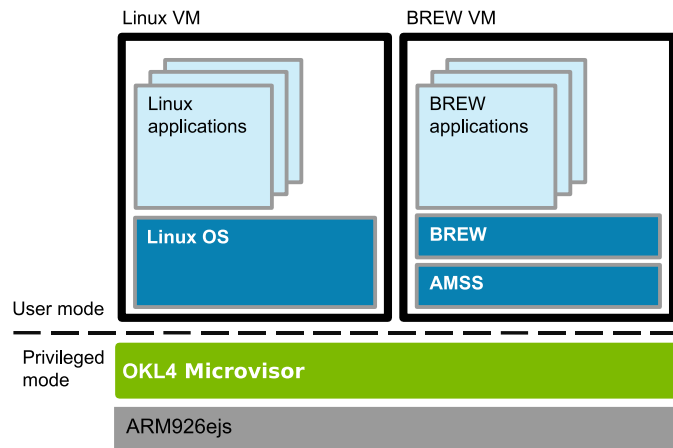 Linux VM
BREW VM
Linux
applications
BREW
applications
Linux OS
BREW
AMSS
User mode
Privileged
mode
OKL4 Microvisor
ARM926ejs